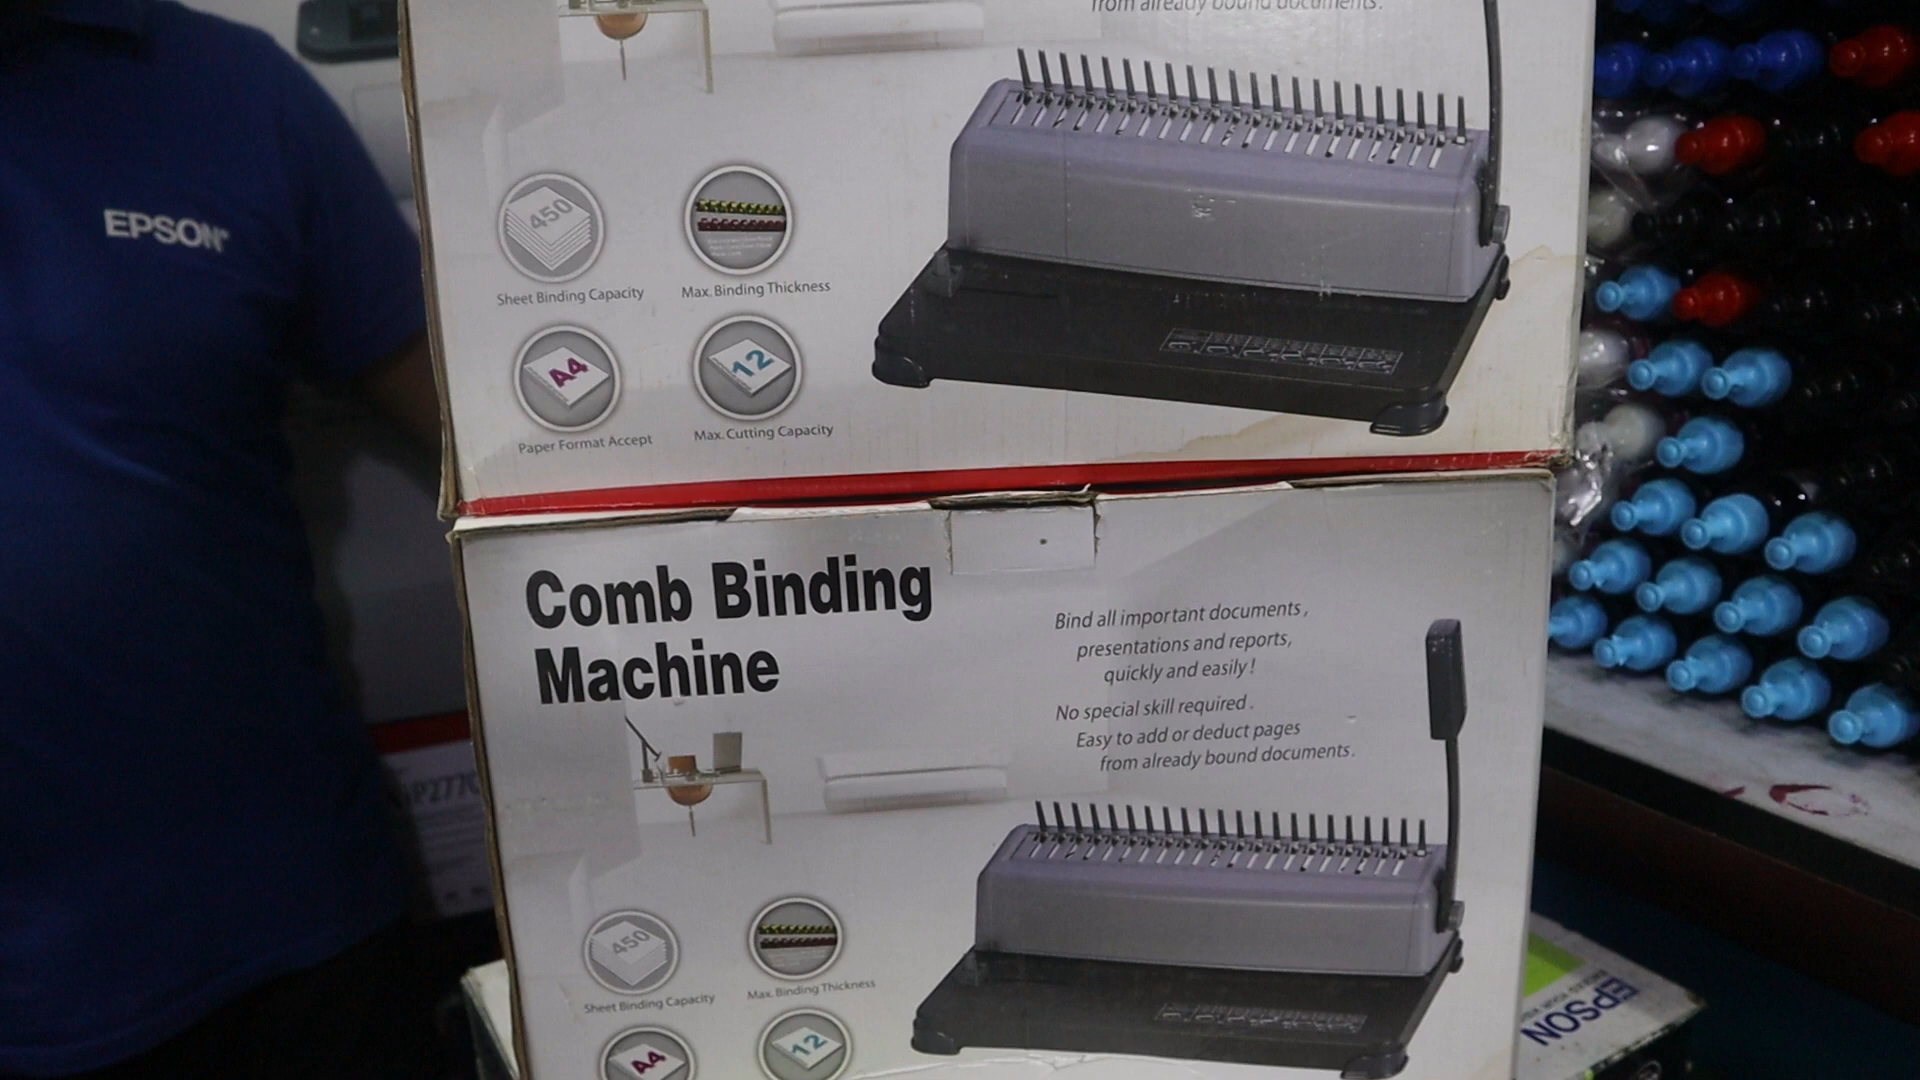 from already bound documents.
EPSON
450
Sheet Binding Capacity
Max. Binding Thickness
A4
12
Paper Format Accept
Max. Cutting Capacity
Comb Binding
Machine
Bind all important documents,
presentations and reports,
quickly and easily!
No special skill required.
Easy to add or deduct pages
from already bound documents.
450
Sheet Binding Capacity
Max. Binding Thickness
A4
12
EPSON